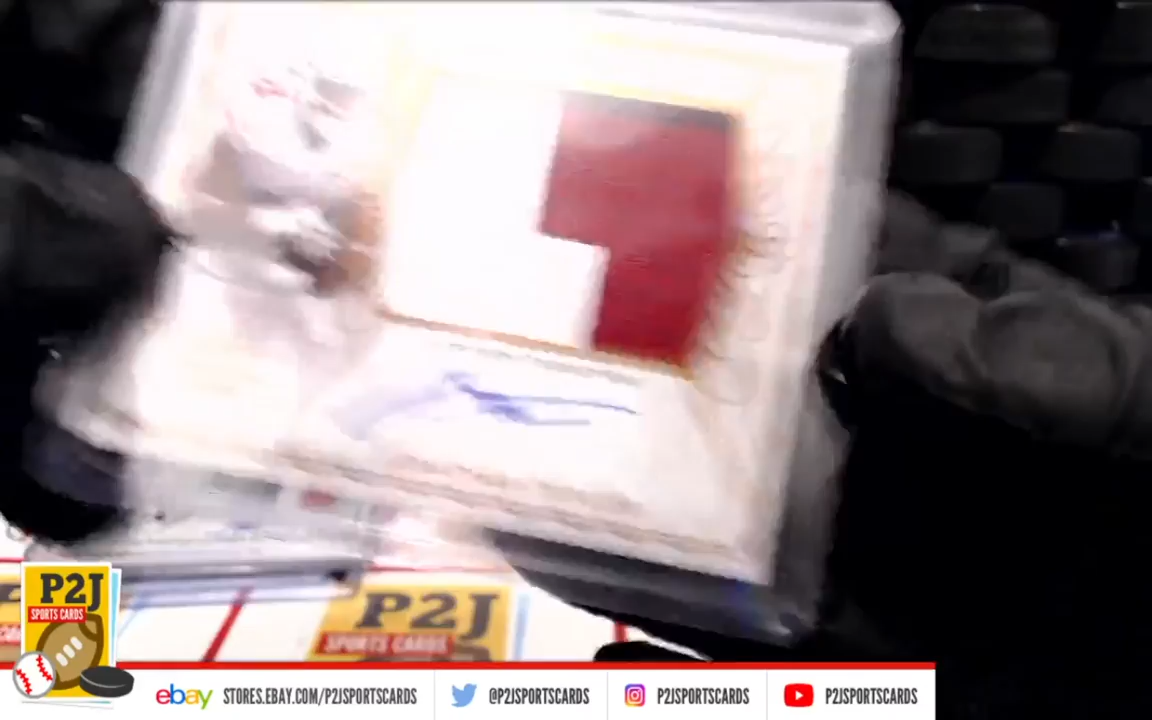 P2J
SPORTS CARDS
P2J
SPORTS CARDS
ebay STORES.EBAY.COM/P2JSPORTSCARDS
@P2JSPORTSCARDS
P2JSPORTSCARDS
P2JSPORTSCARDS